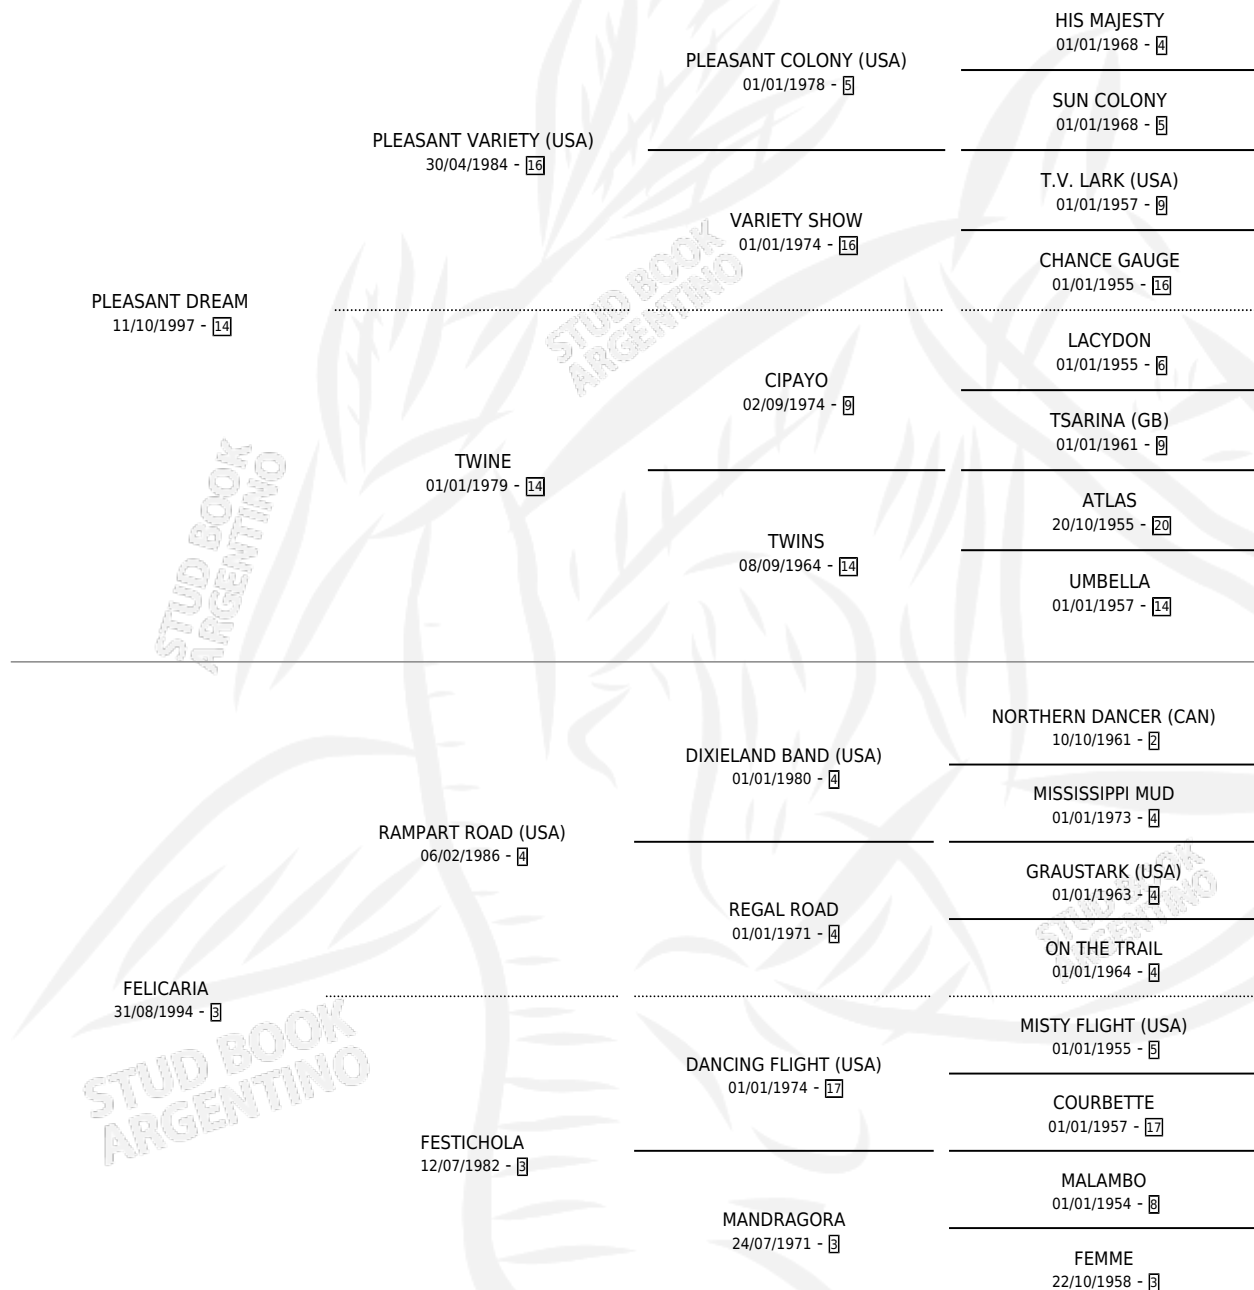 HIS MAJESTY
01/01/1968 - 4
PLEASANT COLONY (USA)
01/01/1978 - 5
SUN COLONY
01/01/1968 - 5
PLEASANT VARIETY (USA)
30/04/1984 - 16
T.V. LARK (USA)
01/01/1957 - 9
VARIETY SHOW
01/01/1974 - 16
CHANCE GAUGE
01/01/1955 - 16
PLEASANT DREAM
11/10/1997 - 14
LACYDON
01/01/1955 - 6
CIPAYO
02/09/1974 - 9
TSARINA (GB)
01/01/1961 - 9
TWINE
01/01/1979 - 14
ATLAS
20/10/1955 - 20
TWINS
08/09/1964 - 14
UMBELLA
01/01/1957 - 14
NORTHERN DANCER (CAN)
10/10/1961 - 2
DIXIELAND BAND (USA)
01/01/1980 - 4
MISSISSIPPI MUD
01/01/1973 - 4
RAMPART ROAD (USA)
06/02/1986 - 4
GRAUSTARK (USA)
01/01/1963 - 4
REGAL ROAD
01/01/1971 - 4
ON THE TRAIL
01/01/1964 - 4
FELICARIA
31/08/1994 - 3
MISTY FLIGHT (USA)
01/01/1955 - 5
DANCING FLIGHT (USA)
01/01/1974 - 17
COURBETTE
01/01/1957 - 17
FESTICHOLA
12/07/1982 - 3
MALAMBO
01/01/1954 - 8
MANDRAGORA
24/07/1971 - 3
FEMME
22/10/1958 - 3
STUD BOOK
ARGENTINO
STUD BOOK
ARGENTINO
STUD BOOK
ARGENTINO
STUD BOOK
ARGENTINO